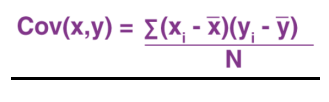 Cov(x,y) = ∑(xᵢ - x̅)(yᵢ - y̅)
N